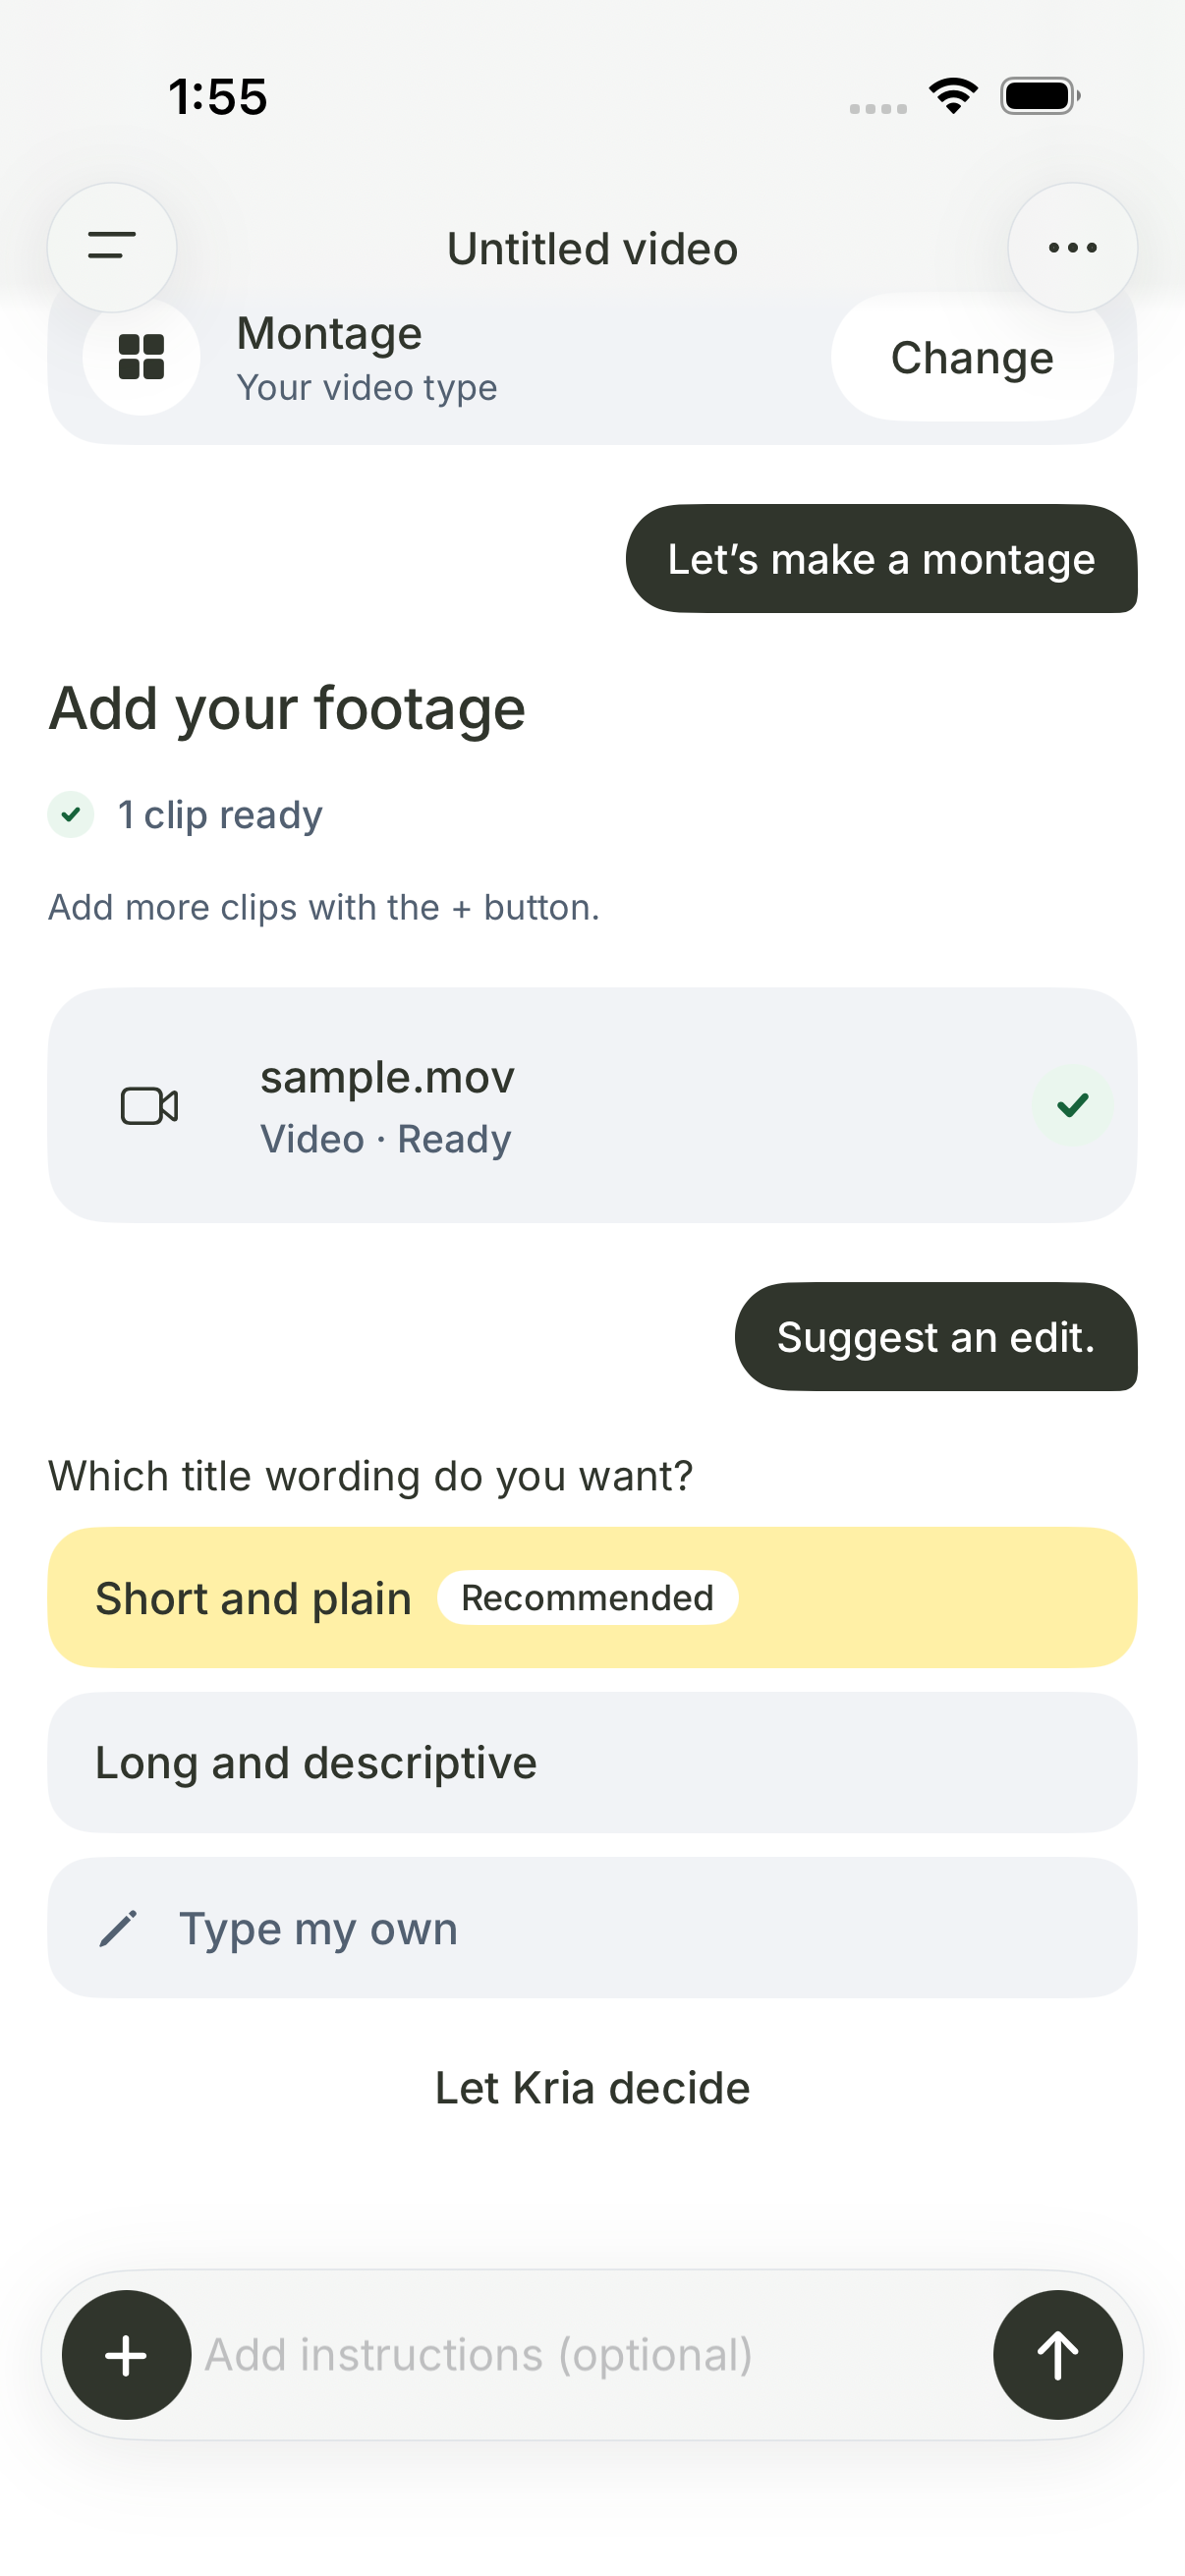 1:55
Untitled video
Montage
Your video type
Change
Let’s make a montage
Add your footage
1 clip ready
Add more clips with the + button.
sample.mov
Video · Ready
Suggest an edit.
Which title wording do you want?
Short and plain
Recommended
Long and descriptive
Type my own
Let Kria decide
Add instructions (optional)